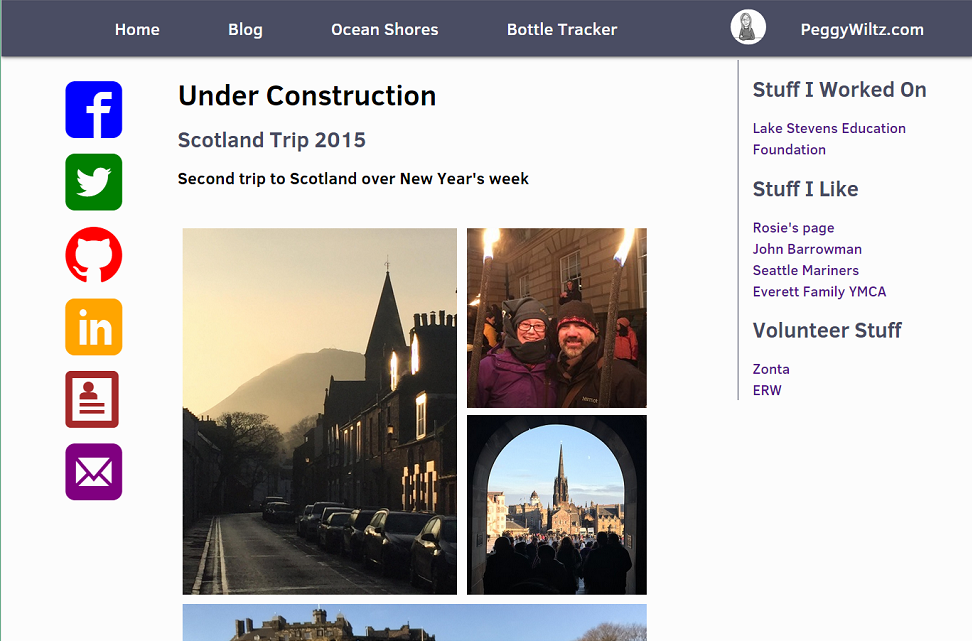 Home Blog Ocean Shores Bottle Tracker PeggyWiltz.com
Under Construction
Scotland Trip 2015
Second trip to Scotland over New Year's week
Stuff I Worked On
Lake Stevens Education
Foundation
Stuff I Like
Rosie's page
John Barrowman
Seattle Mariners
Everett Family YMCA
Volunteer Stuff
Zonta
ERW